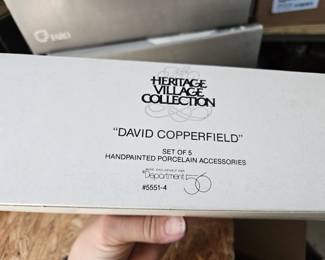 HERITAGE
VILLAGE
COLLECTION
"DAVID COPPERFIELD"
SET OF 5
HANDPAINTED PORCELAIN ACCESSORIES
Department 56
#5551-4